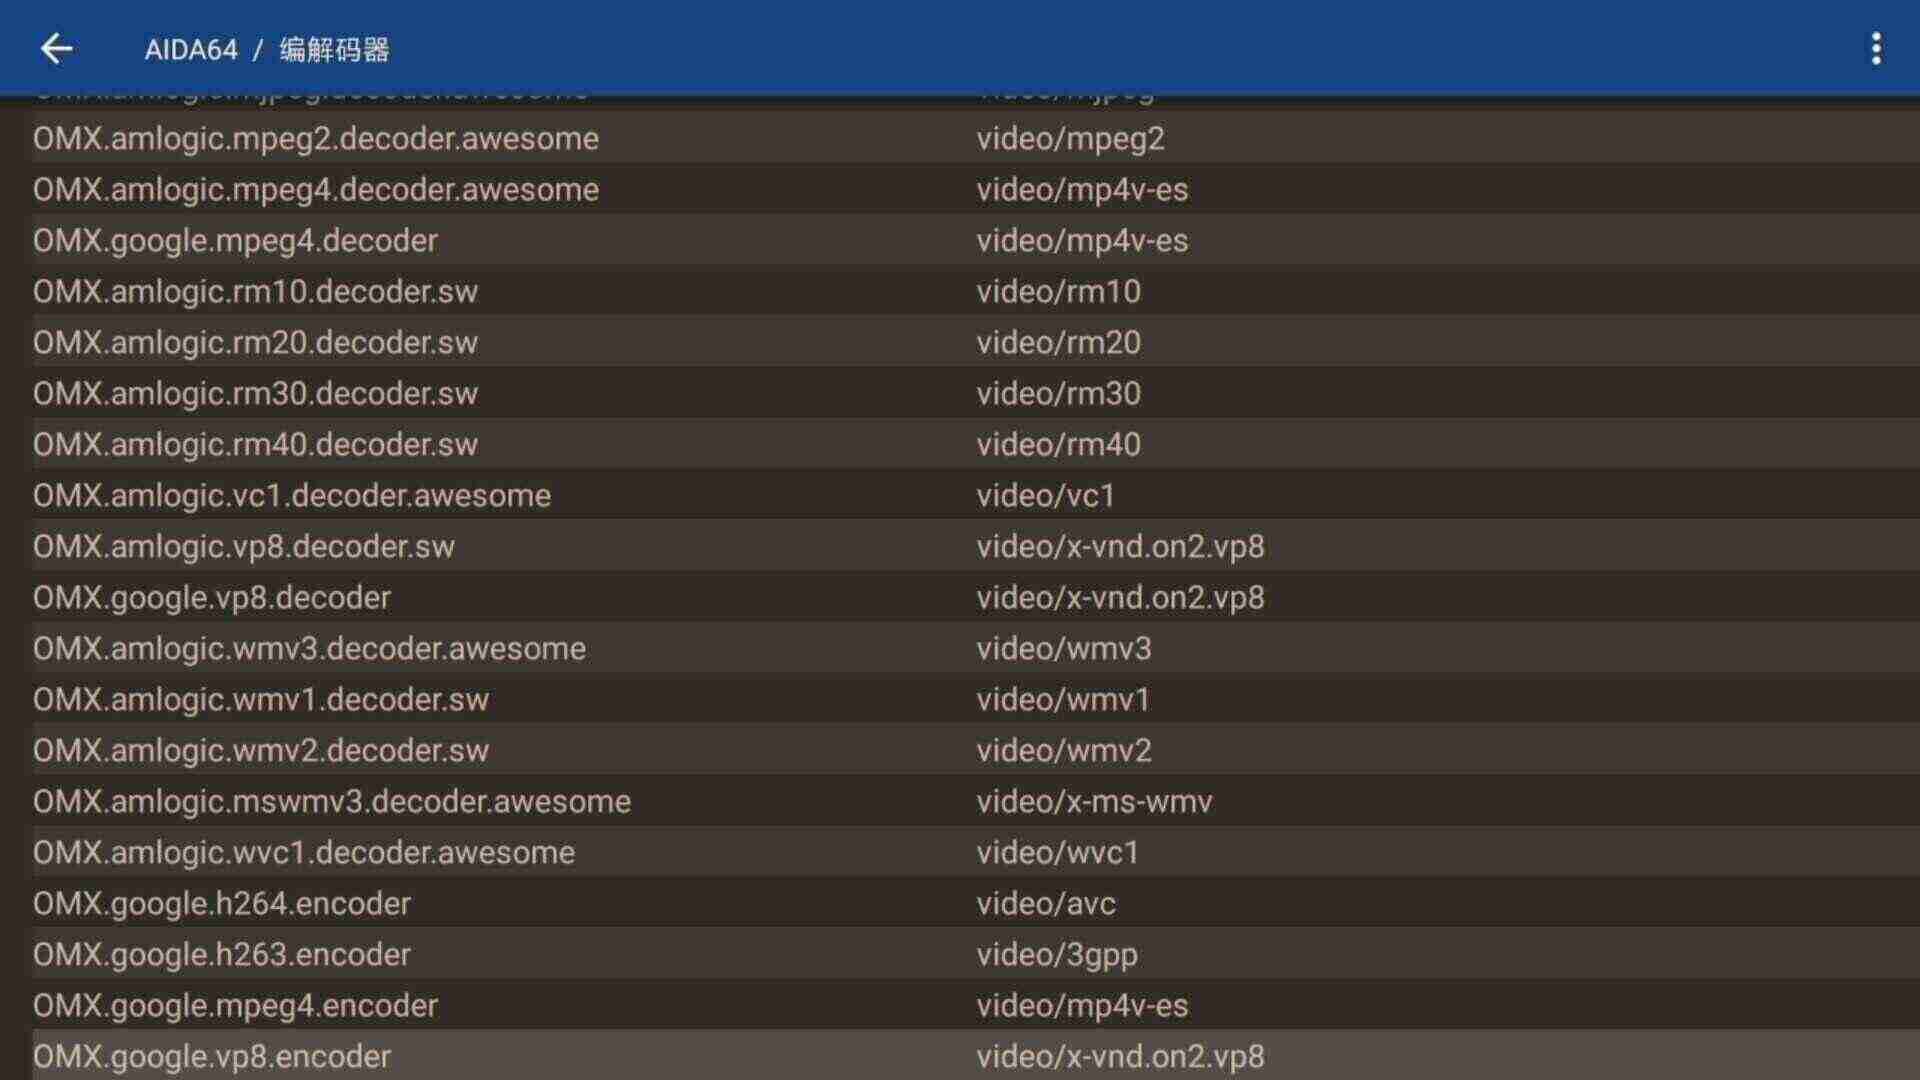 AIDA64 / 编解码器
OMX.amlogic.mpeg2.decoder.awesome video/mpeg2
OMX.amlogic.mpeg4.decoder.awesome video/mp4v-es
OMX.google.mpeg4.decoder video/mp4v-es
OMX.amlogic.rm10.decoder.sw video/rm10
OMX.amlogic.rm20.decoder.sw video/rm20
OMX.amlogic.rm30.decoder.sw video/rm30
OMX.amlogic.rm40.decoder.sw video/rm40
OMX.amlogic.vc1.decoder.awesome video/vc1
OMX.amlogic.vp8.decoder.sw video/x-vnd.on2.vp8
OMX.google.vp8.decoder video/x-vnd.on2.vp8
OMX.amlogic.wmv3.decoder.awesome video/wmv3
OMX.amlogic.wmv1.decoder.sw video/wmv1
OMX.amlogic.wmv2.decoder.sw video/wmv2
OMX.amlogic.mswmv3.decoder.awesome video/x-ms-wmv
OMX.amlogic.wvc1.decoder.awesome video/wvc1
OMX.google.h264.encoder video/avc
OMX.google.h263.encoder video/3gpp
OMX.google.mpeg4.encoder video/mp4v-es
OMX.google.vp8.encoder video/x-vnd.on2.vp8